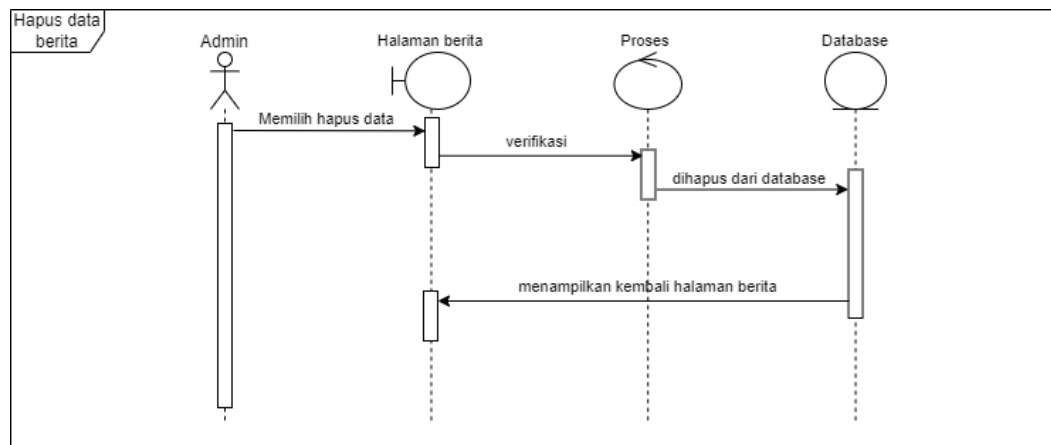 Hapus data
berita
Admin
Halaman berita
Proses
Database
Memilih hapus data
verifikasi
dihapus dari database
menampilkan kembali halaman berita